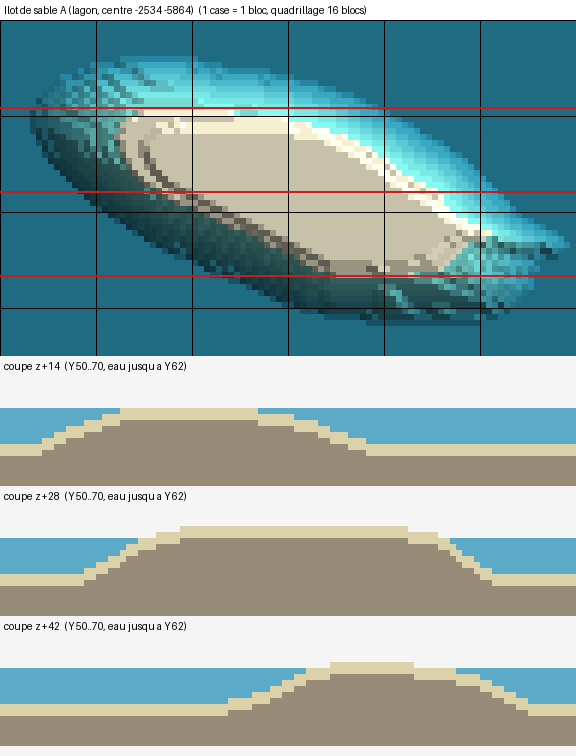 Ilot de sable A (lagon, centre -2534 -5864)  (1 case = 1 bloc, quadrillage 16 blocs)
coupe z+14  (Y50..70, eau jusqu a Y62)
coupe z+28  (Y50..70, eau jusqu a Y62)
coupe z+42  (Y50..70, eau jusqu a Y62)